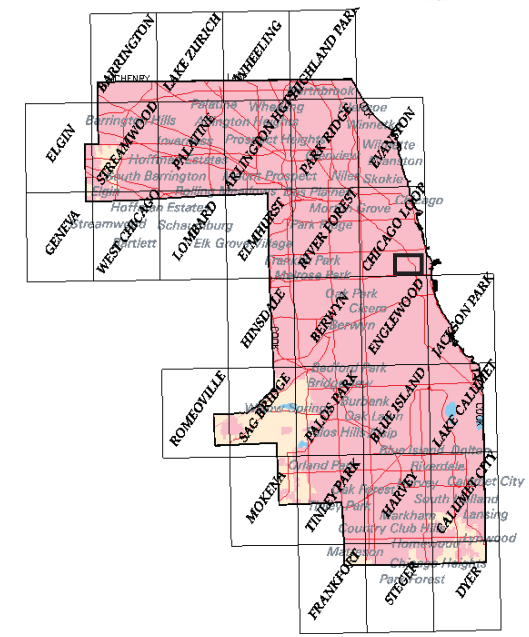 BARRINGTON
LAKE ZURICH
WHEELING
HIGHLAND PARK
CHENEY
Northbrook
Palatine
Wheeling
Barrington Hills
Arlington Heights
Winnetka
ELGIN
STREAMWOOD
PALATINE
ARLINGTON HGTS
PARK RIDGE
EVANSTON
Inverness
Prospect Heights
Wilmette
Hoffman Estates
Glenview
Evanston
South Barrington
Mount Prospect
Niles
Skokie
Elgin
Rolling Meadows
Des Plaines
Chicago
Hoffman Estates
Morton Grove
GENEVA
WEST CHICAGO
LOMBARD
ELMHURST
RIVER FOREST
CHICAGO LOOP
Streamwood
Schaumburg
Park Ridge
Bartlett
Elk Grove Village
Franklin Park
Melrose Park
HINSDALE
BERWYN
ENGLEWOOD
JACKSON PARK
Oak Park
Cicero
Berwyn
COOK
Bedford Park
Bridgeview
ROMEOVILLE
SAG BRIDGE
PALOS PARK
BLUE ISLAND
LAKE CALUMET
Willow Springs
Burbank
Oak Lawn
COOK
Palos Hills
Alsip
Blue Island
Dolton
Orland Park
Riverdale
MOKENA
TINLEY PARK
HARVEY
CALUMET CITY
Oak Forest
Harvey
Calumet City
South Holland
Tinley Park
Markham
Lansing
Country Club Hills
Homewood
Lynwood
Matteson
Chicago Heights
Park Forest
FRANKFORT
STEGER
DYER